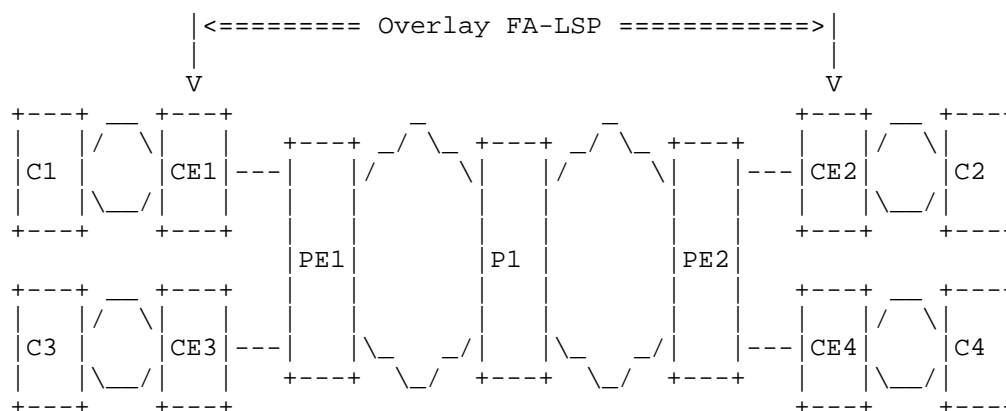 Overlay FA-LSP
V V
C1 CE1 CE2 C2
PE1 P1 PE2
C3 CE3 CE4 C4